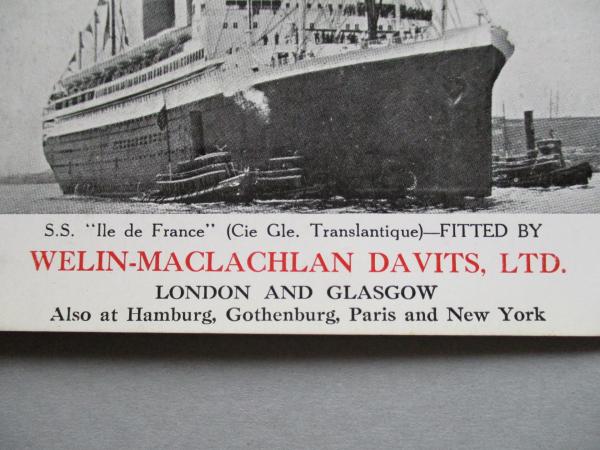 S.S. "Ile de France" (Cie Gle. Translantique)—FITTED BY
WELIN-MACLACHLAN DAVITS, LTD.
LONDON AND GLASGOW
Also at Hamburg, Gothenburg, Paris and New York